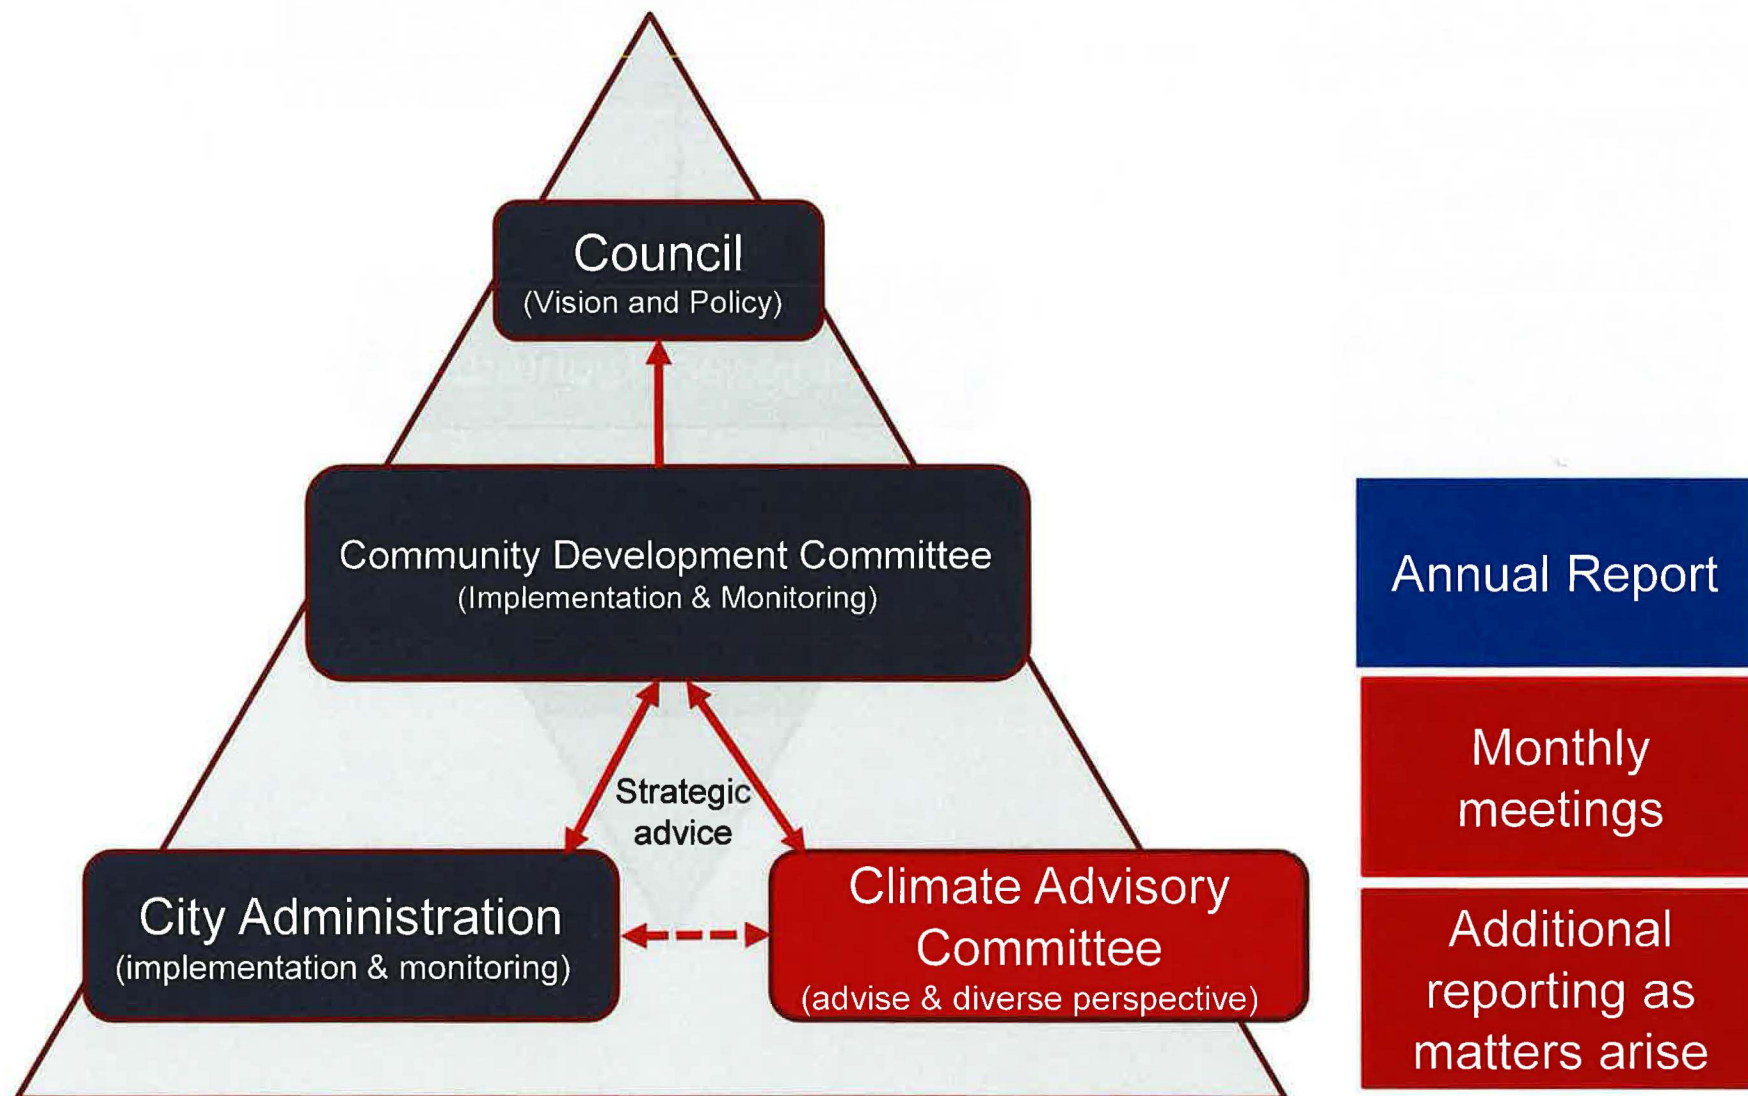 Council
(Vision and Policy)
Community Development Committee
(Implementation & Monitoring)
Strategic
advice
City Administration
(implementation & monitoring)
Climate Advisory
Committee
(advise & diverse perspective)
Annual Report
Monthly
meetings
Additional
reporting as
matters arise